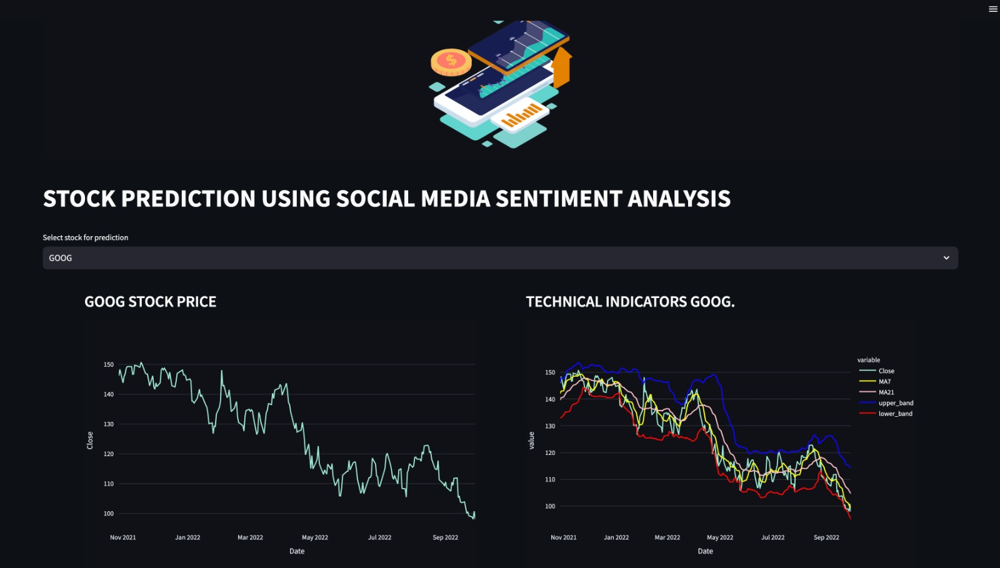 $
STOCK PREDICTION USING SOCIAL MEDIA SENTIMENT ANALYSIS
Select stock for prediction
GOOG
GOOG STOCK PRICE
150
140
130
120
110
100
Close
Nov 2021 Jan 2022 Mar 2022 May 2022 Jul 2022 Sep 2022
Date
TECHNICAL INDICATORS GOOG.
150
140
130
120
110
100
value
Nov 2021 Jan 2022 Mar 2022 May 2022 Jul 2022 Sep 2022
Date
variable
Close
MA7
MA21
upper_band
lower_band